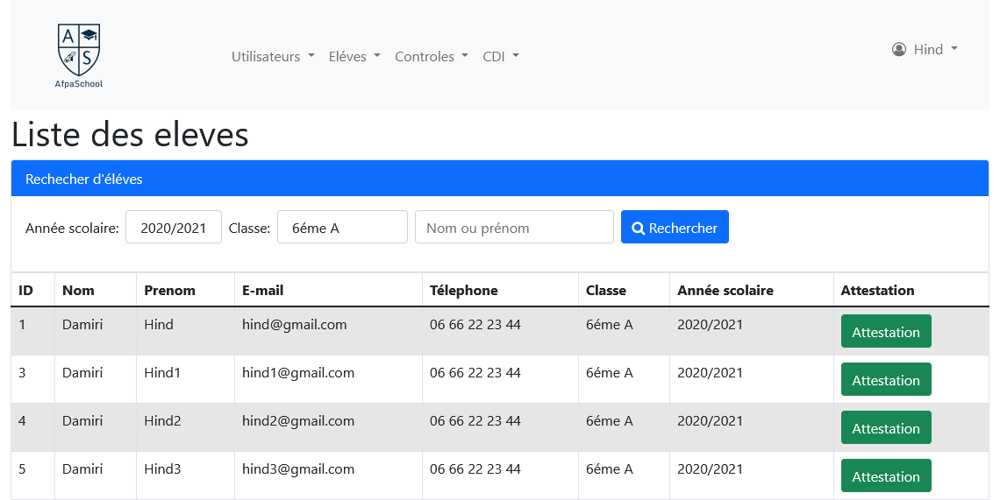 A
S
AfpaSchool
Utilisateurs Eléves Controles CDI
Hind
Liste des eleves
Rechecher d'éléves
Année scolaire: 2020/2021 Classe: 6éme A Nom ou prénom Rechercher
ID Nom Prenom E-mail Télephone Classe Année scolaire Attestation
1 Damiri Hind hind@gmail.com 06 66 22 23 44 6éme A 2020/2021 Attestation
3 Damiri Hind1 hind1@gmail.com 06 66 22 23 44 6éme A 2020/2021 Attestation
4 Damiri Hind2 hind2@gmail.com 06 66 22 23 44 6éme A 2020/2021 Attestation
5 Damiri Hind3 hind3@gmail.com 06 66 22 23 44 6éme A 2020/2021 Attestation